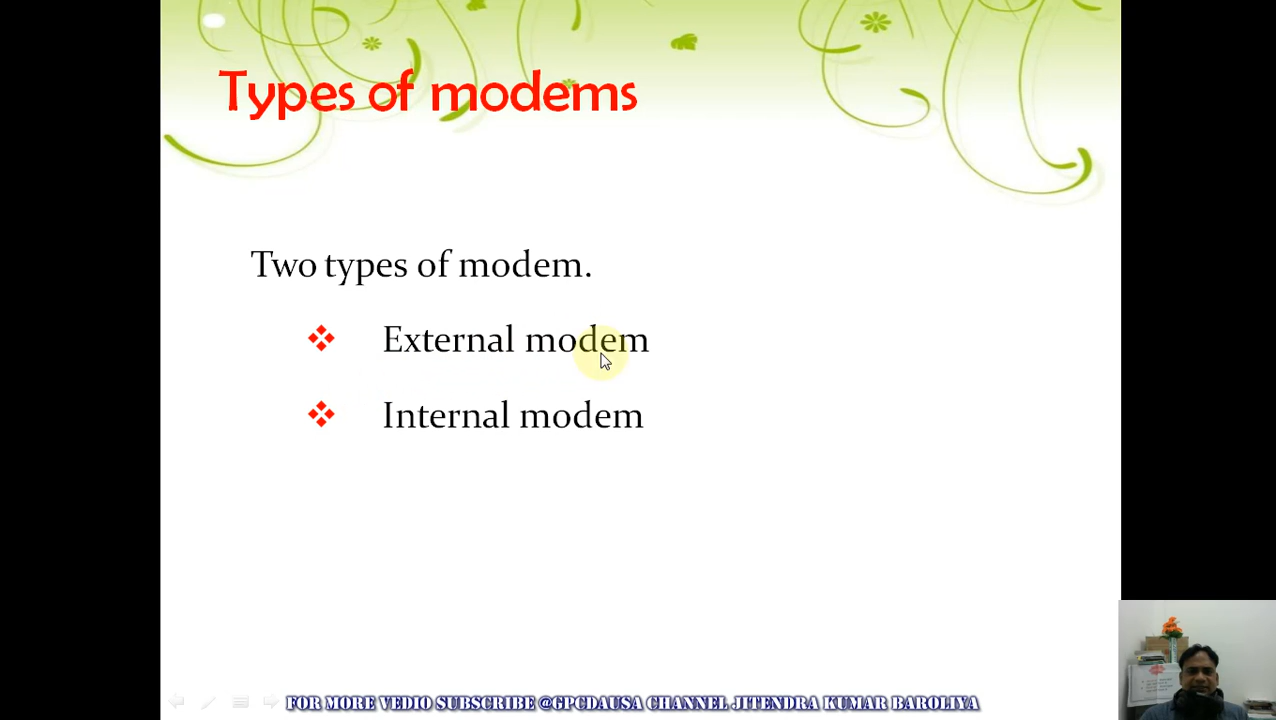 Types of modems
Two types of modem.
External modem
Internal modem
FOR MORE VEDIO SUBSCRIBE @GPCDAUSA CHANNEL JITENDRA KUMAR BAROLIYA